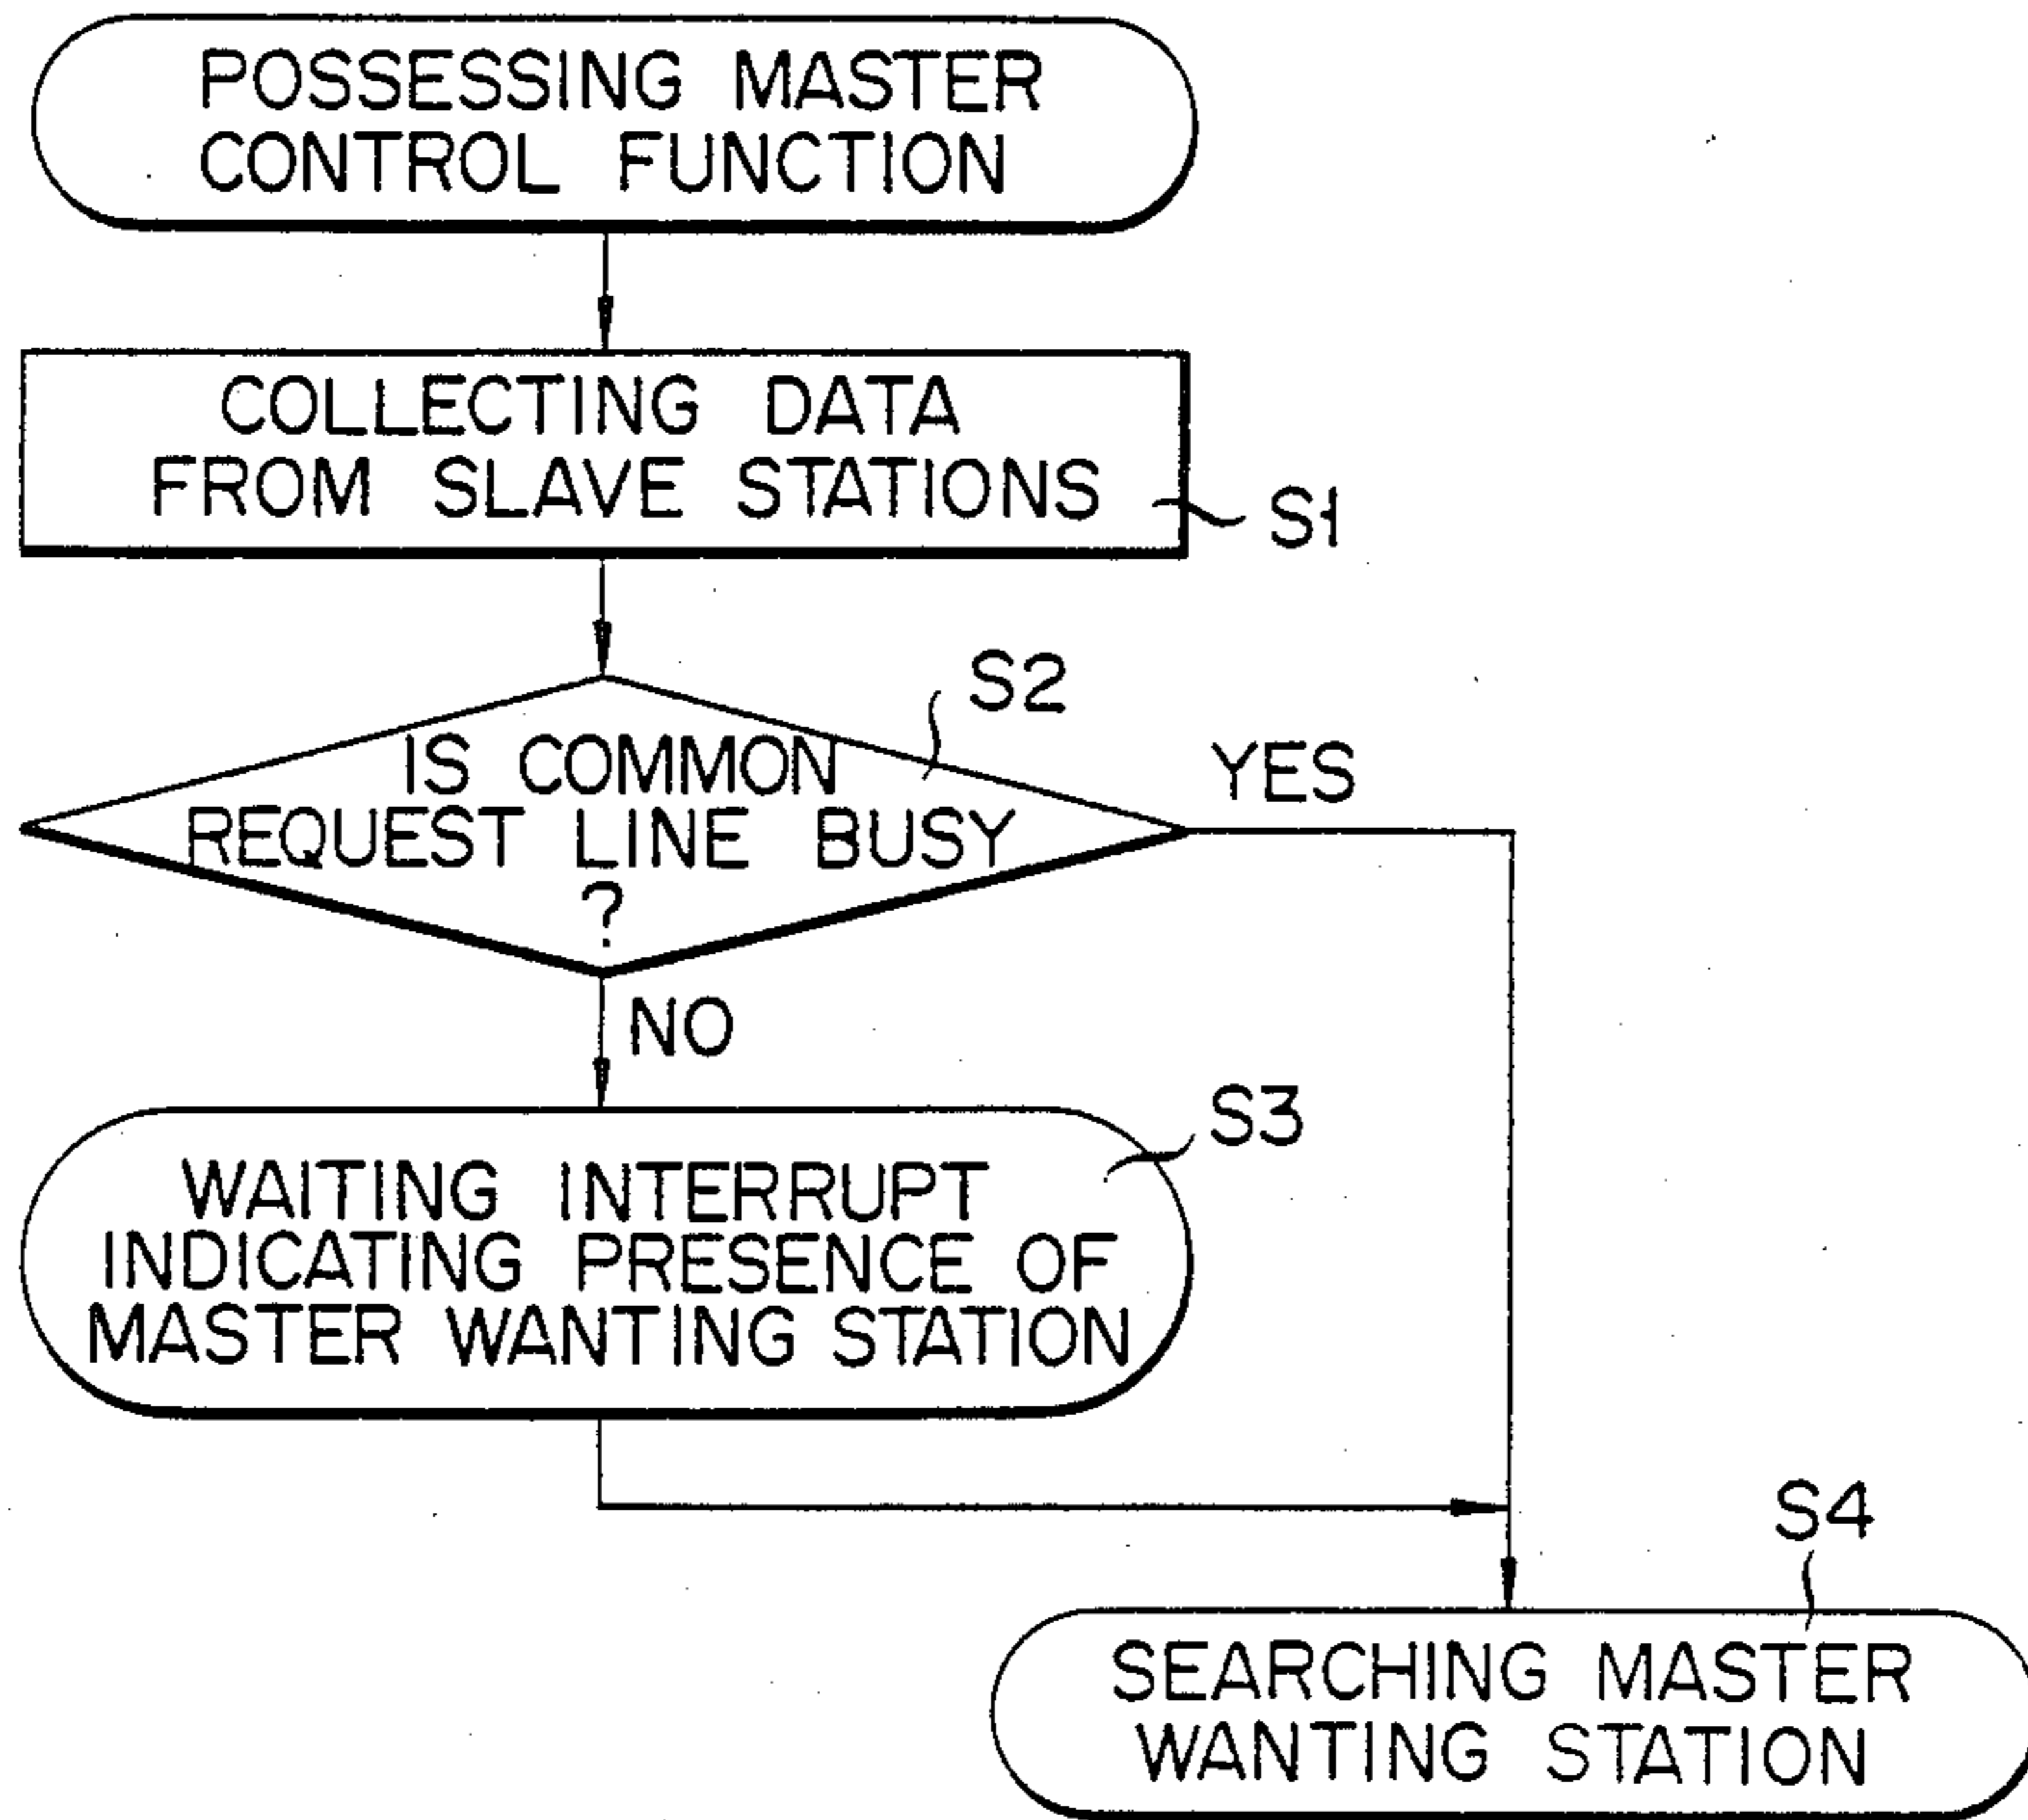 POSSESSING MASTER
CONTROL FUNCTION
COLLECTING DATA
FROM SLAVE STATIONS
S1
S2
IS COMMON
REQUEST LINE BUSY
?
YES
NO
S3
WAITING INTERRUPT
INDICATING PRESENCE OF
MASTER WANTING STATION
S4
SEARCHING MASTER
WANTING STATION